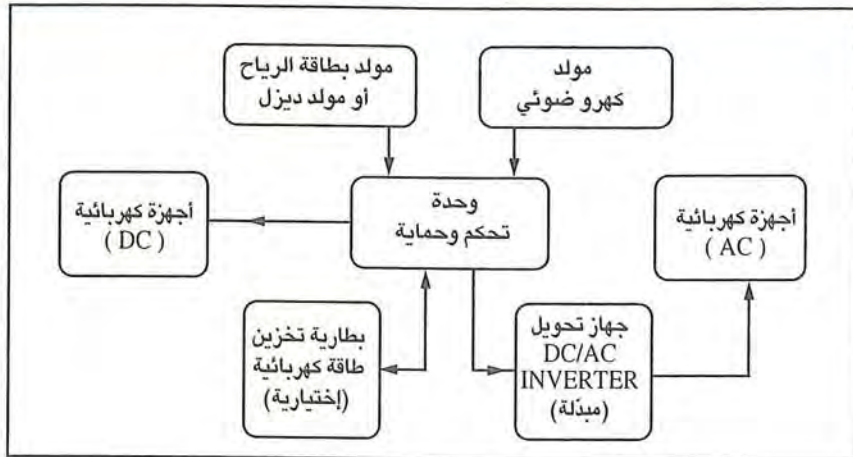 مولد
كهرو ضوئي
مولد بطاقة الرياح
أو مولد ديزل
وحدة
تحكم وحماية
أجهزة كهربائية
( AC )
أجهزة كهربائية
( DC )
جهاز تحويل
DC/AC
INVERTER
(مبدّلة)
بطارية تخزين
طاقة كهربائية
(إختيارية)